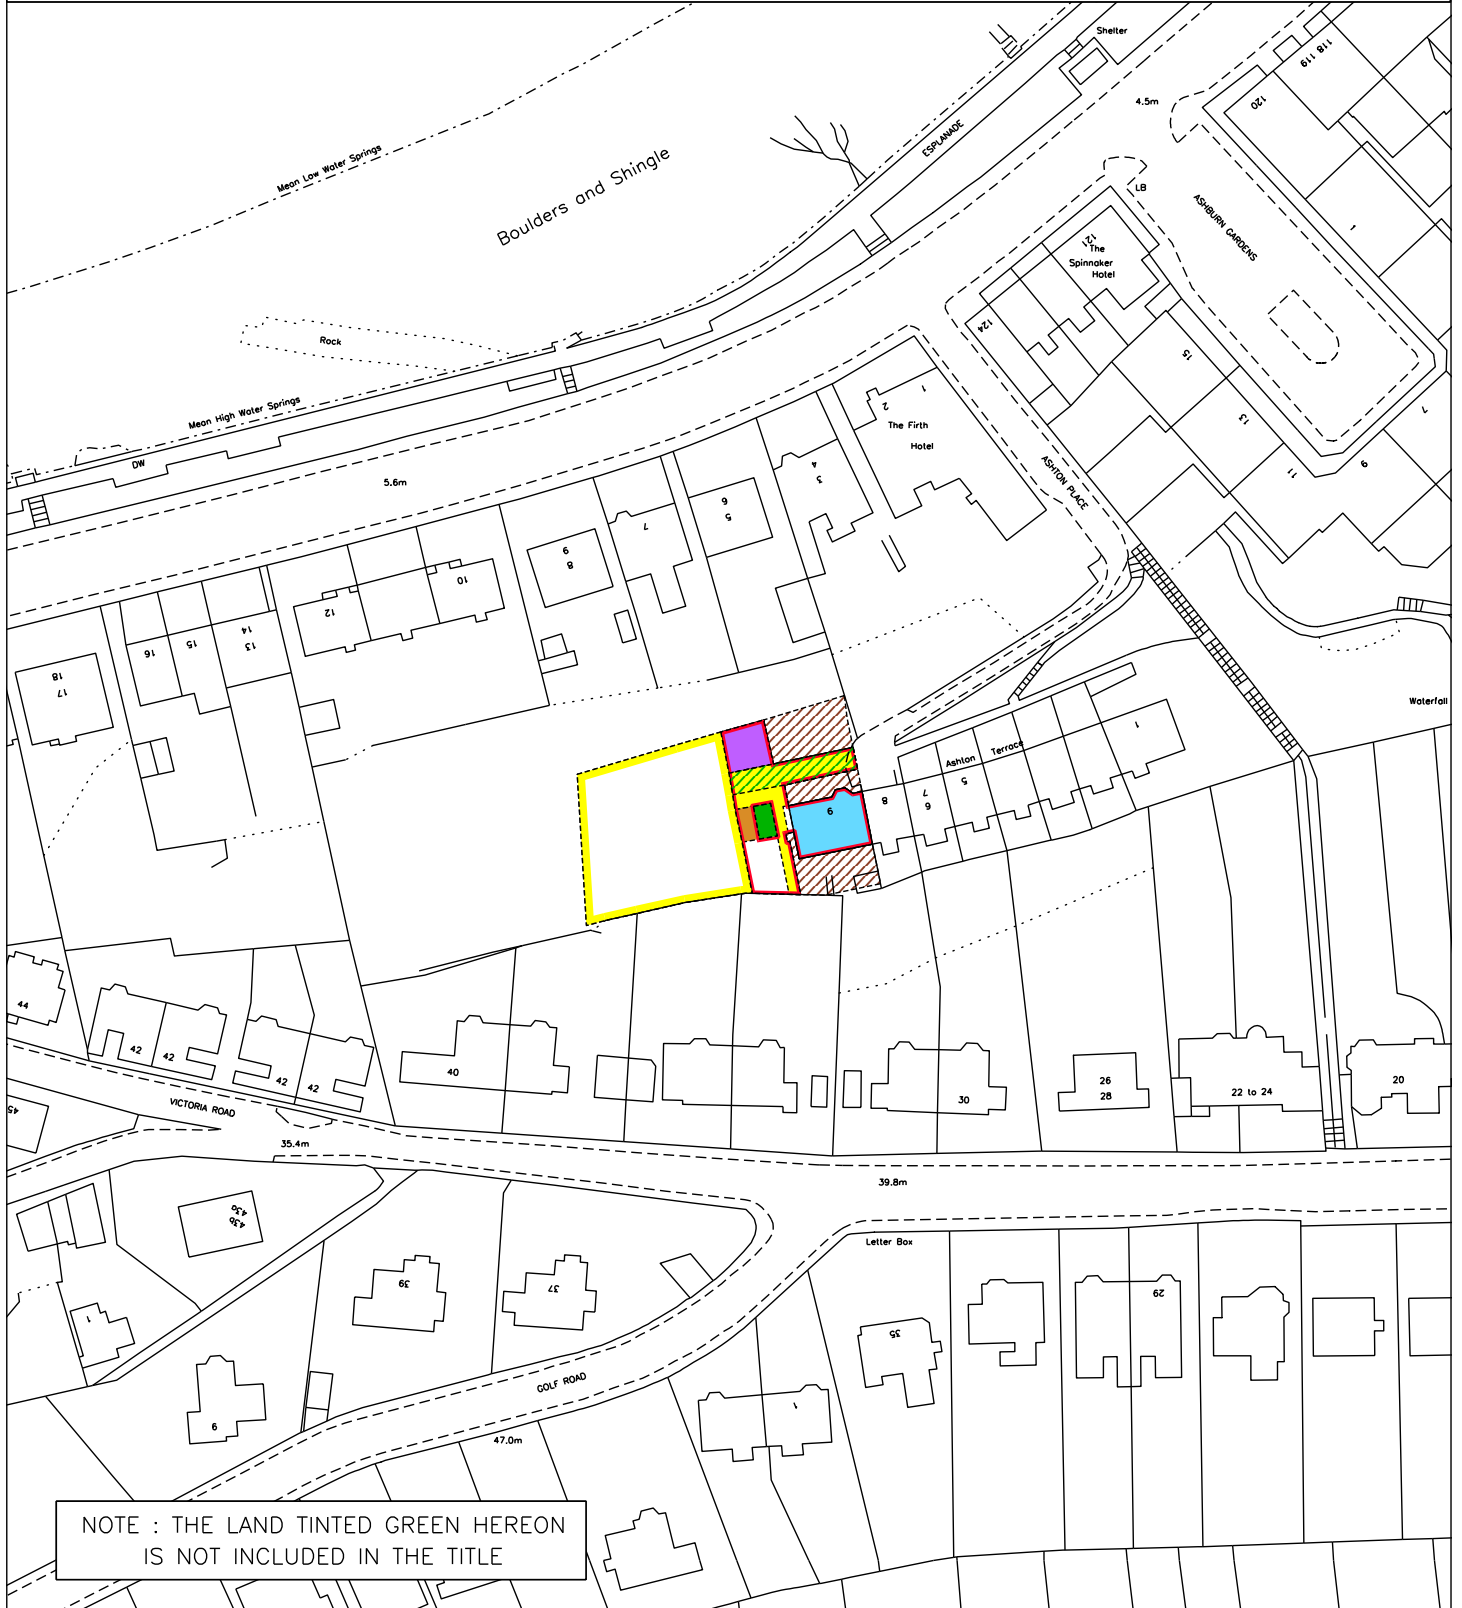 Shelter
118 119
4.5m
120
ESPLANADE
Mean Low Water Springs
Boulders and Shingle
LB
ASHBURN GARDENS
1
121
The
Spinnaker
Hotel
124
Rock
15
Mean High Water Springs
1
2
The Firth
Hotel
13
7
DW
5.6m
4
3
ASHTON PLACE
11
9
6
5
7
9
8
10
12
14
13
15
16
18
17
Waterfall
1
Ashton Terrace
5
7
6
8
9
44
42
42
42
42
40
30
26
28
22 to 24
20
VICTORIA ROAD
45
35.4m
39.8m
43a
43b
Letter Box
39
37
29
35
1
GOLF ROAD
1
9
47.0m
NOTE : THE LAND TINTED GREEN HEREON
IS NOT INCLUDED IN THE TITLE